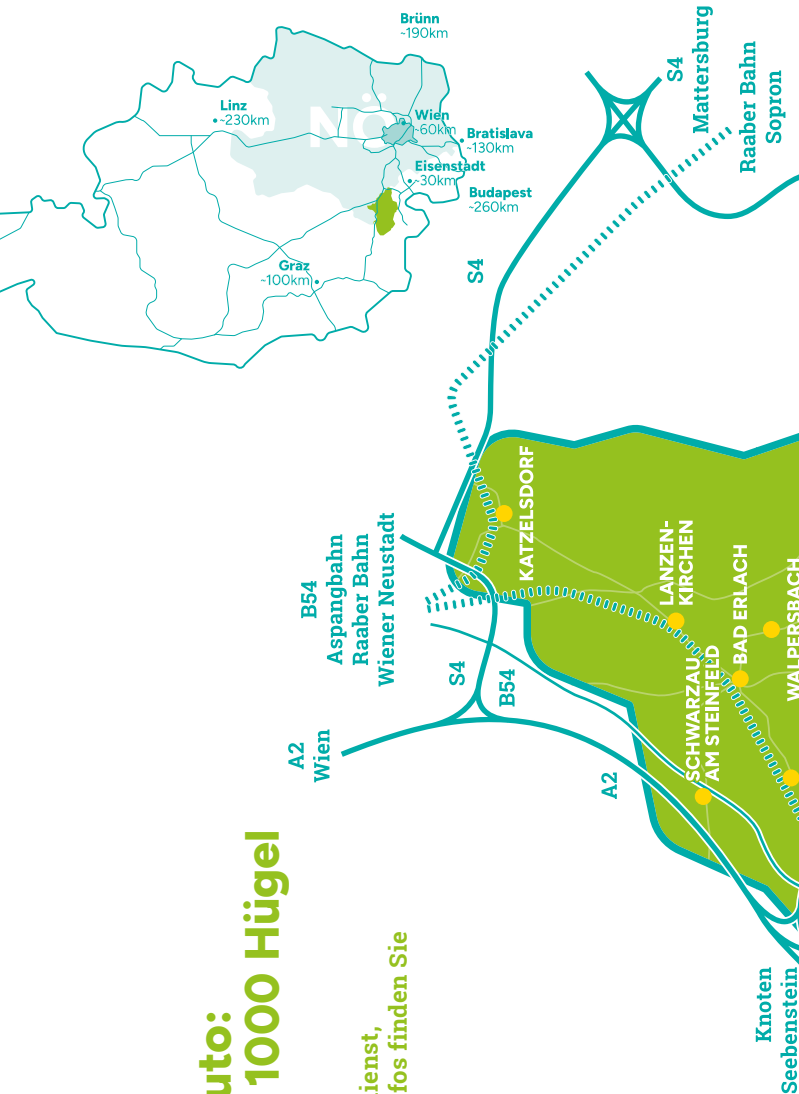 Brünn
~190km
Linz
~230km
NÖ
Wien
~60km
Bratislava
~130km
Eisenstadt
~30km
Budapest
~260km
Graz
~100km
S4
Mattersburg
Raaber Bahn
Sopron
S4
B54
Aspangbahn
Raaber Bahn
Wiener Neustadt
KATZELSDORF
LANZEN-
KIRCHEN
BAD ERLACH
WALPERSBACH
SCHWARZAU
AM STEINFELD
S4
B54
A2
Wien
A2
Knoten
Seebenstein
uto:
1000 Hügel
ienst,
fos finden Sie